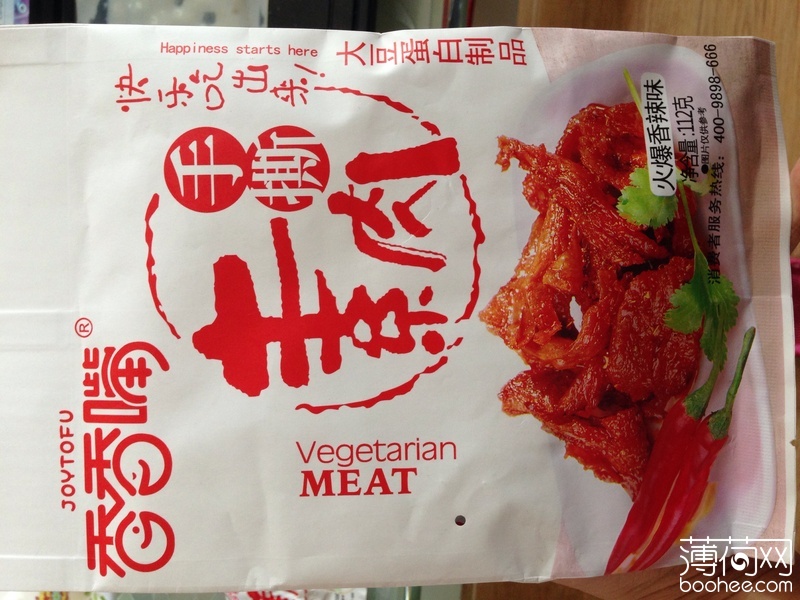 JOYTOFU
香香嘴®
Happiness starts here
快乐吃出来!
大豆蛋白制品
手撕
素肉
Vegetarian
MEAT
火爆香辣味
净含量:112克
●图片仅供参考
消费者服务热线: 400-9898-666
薄荷网
boohee.com